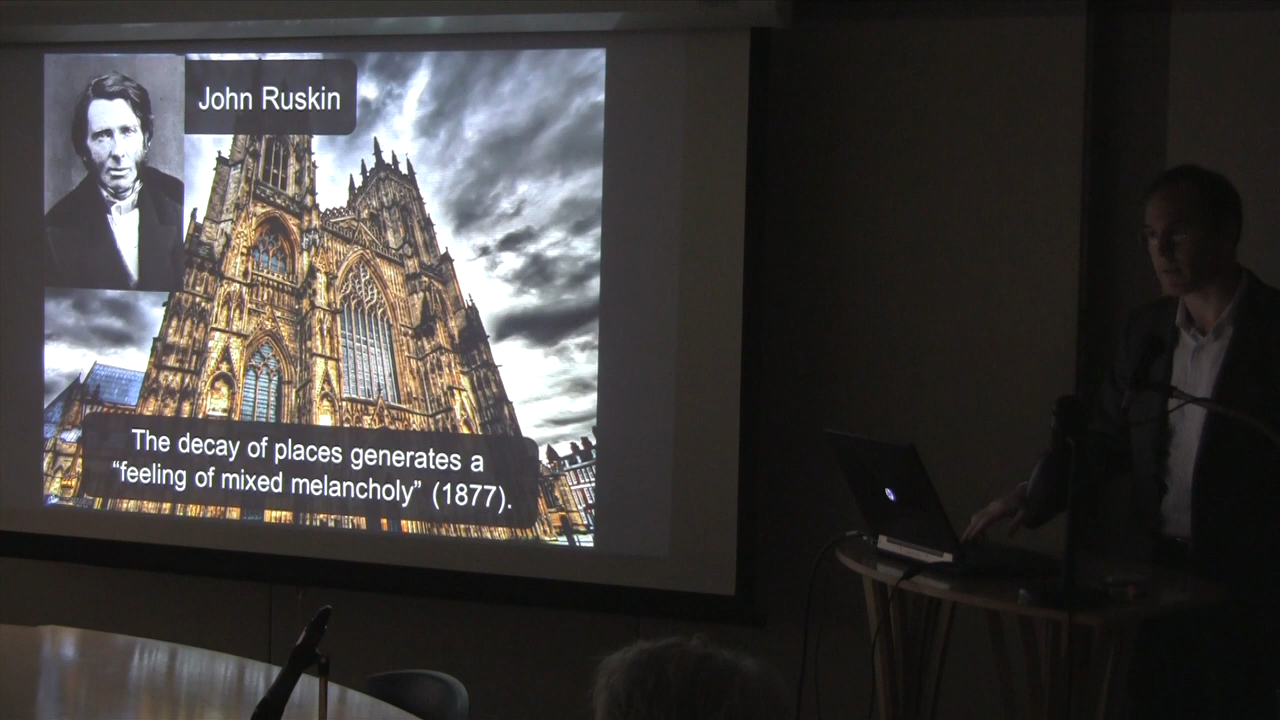 John Ruskin
The decay of places generates a
“feeling of mixed melancholy” (1877).